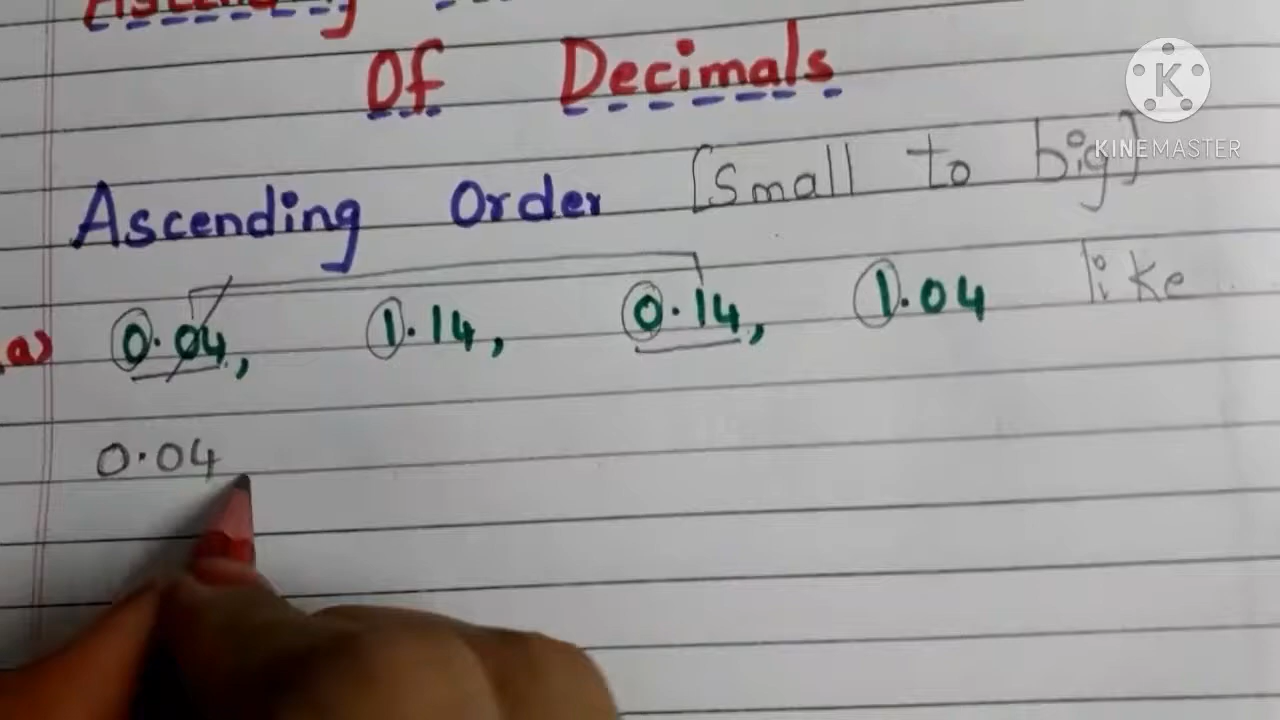 Ascending
Of Decimals
K
KINEMASTER
Ascending Order [Small to big]
a) 0.04, 1.14, 0.14, 1.04 like
0.04